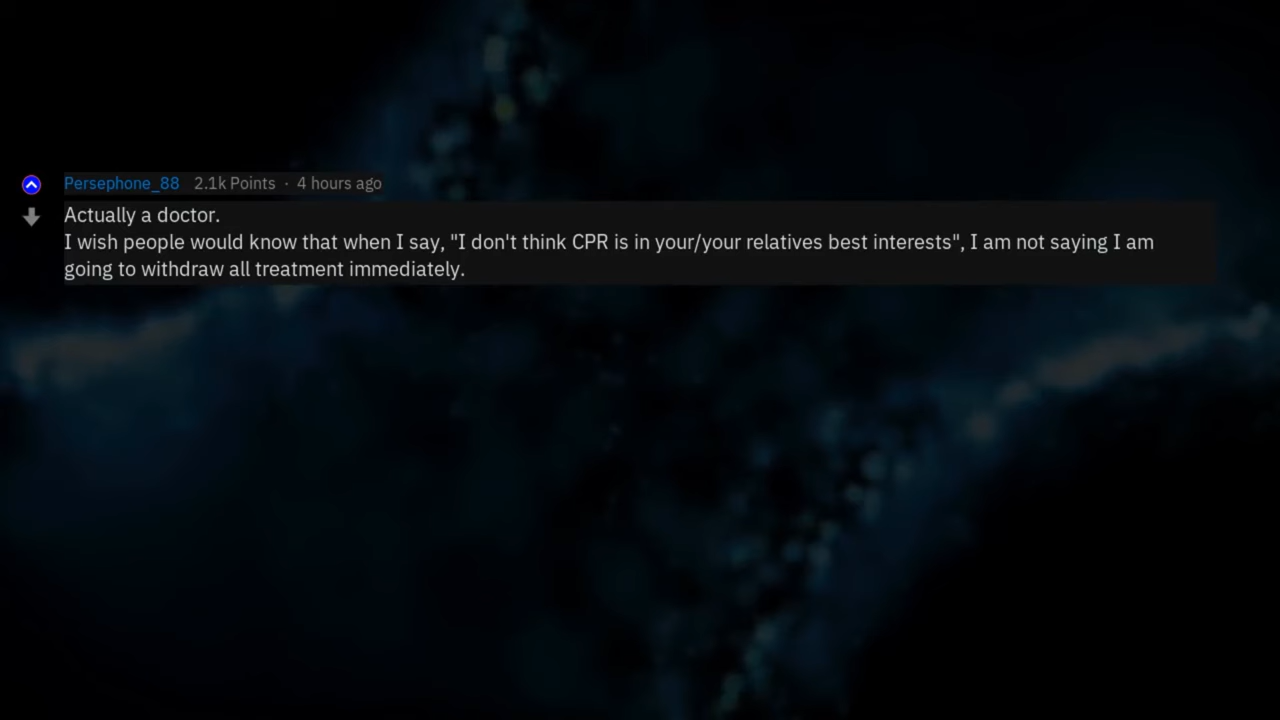 Persephone_88 2.1k Points · 4 hours ago
Actually a doctor.
I wish people would know that when I say, "I don't think CPR is in your/your relatives best interests", I am not saying I am
going to withdraw all treatment immediately.